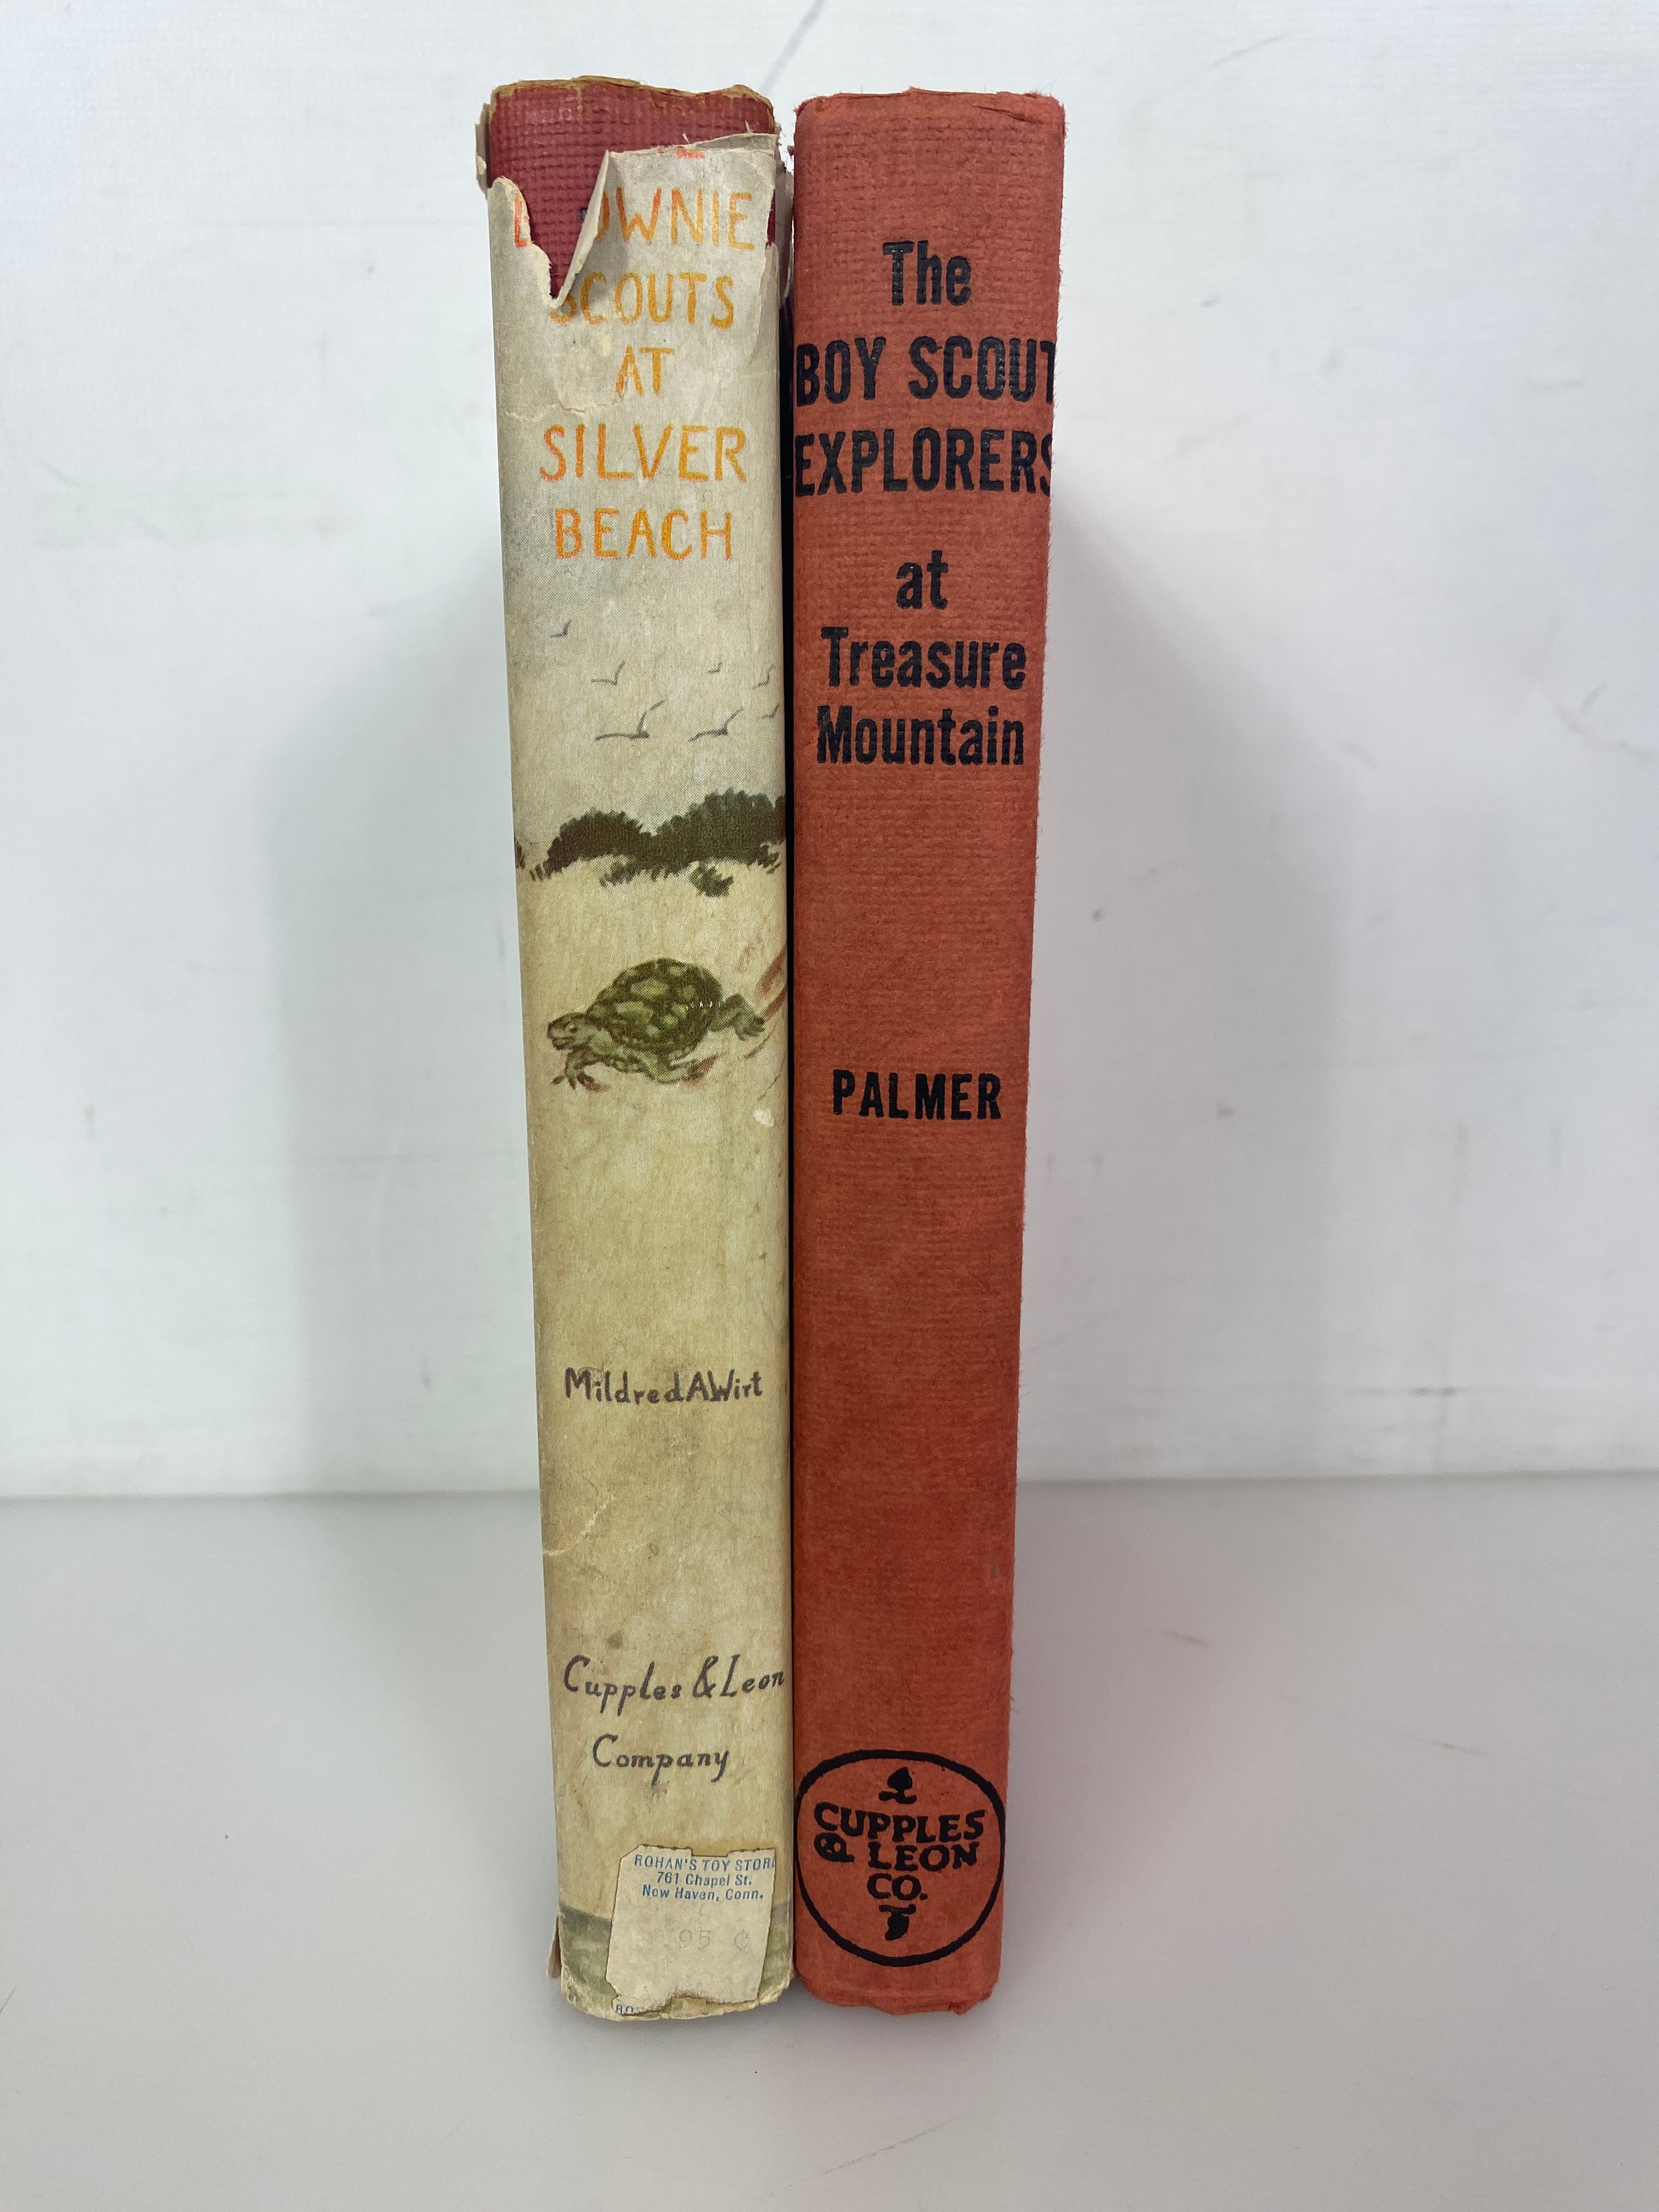 OWNIE
SCOUTS
AT
SILVER
BEACH
Mildred A. Wirt
Cupples & Leon
Company
ROHAN'S TOY STOR
761 Chapel St.
New Haven, Conn.
95 ¢
The
BOY SCOUT
EXPLORERS
at
Treasure
Mountain
PALMER
CUPPLES
& LEON
CO.